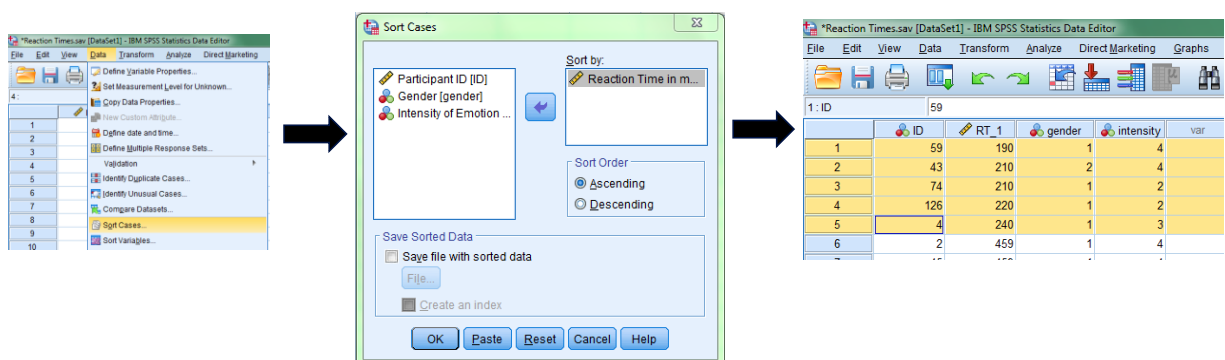 *Reaction Times.sav [DataSet1] - IBM SPSS Statistics Data Editor
File Edit View Data Transform Analyze Direct Marketing
4 :
Define Variable Properties...
Set Measurement Level for Unknown...
Copy Data Properties...
New Custom Attribute...
Define date and time...
Define Multiple Response Sets...
Validation
Identify Duplicate Cases...
Identify Unusual Cases...
Compare Datasets...
Sort Cases...
Sort Variables...
1
2
3
4
5
6
7
8
9
10
Sort Cases
Participant ID [ID]
Gender [gender]
Intensity of Emotion ...
Sort by:
Reaction Time in m...
Sort Order
Ascending
Descending
Save Sorted Data
Save file with sorted data
File...
Create an index
OK Paste Reset Cancel Help
*Reaction Times.sav [DataSet1] - IBM SPSS Statistics Data Editor
File Edit View Data Transform Analyze Direct Marketing Graphs
1 : ID 59
ID RT_1 gender intensity var
1 59 190 1 4
2 43 210 2 4
3 74 210 1 2
4 126 220 1 2
5 4 240 1 3
6 2 459 1 4